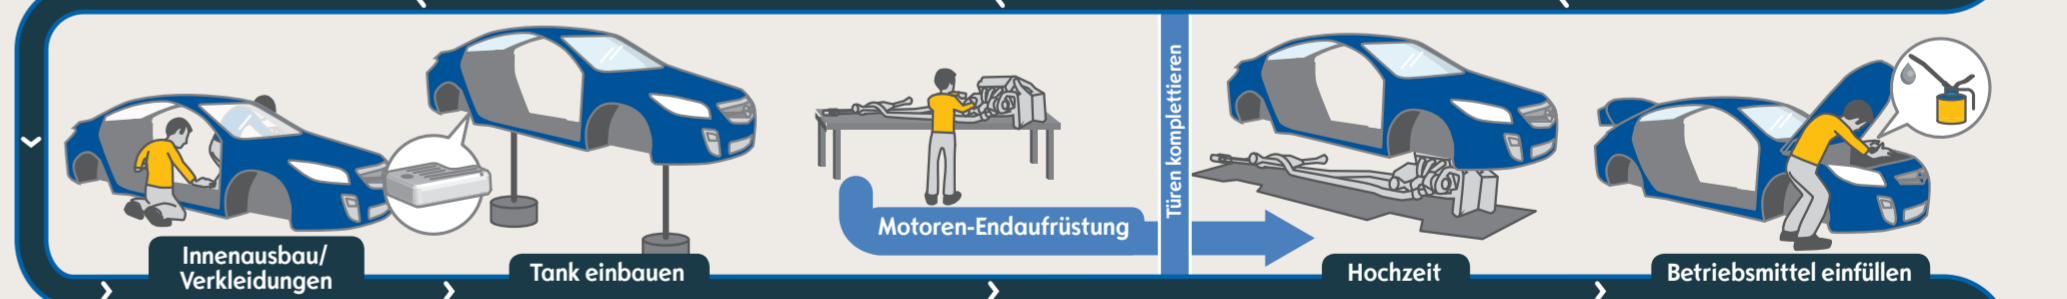 Innenausbau/
Verkleidungen
Tank einbauen
Motoren-Endaufrüstung
Türen komplettieren
Hochzeit
Betriebsmittel einfüllen